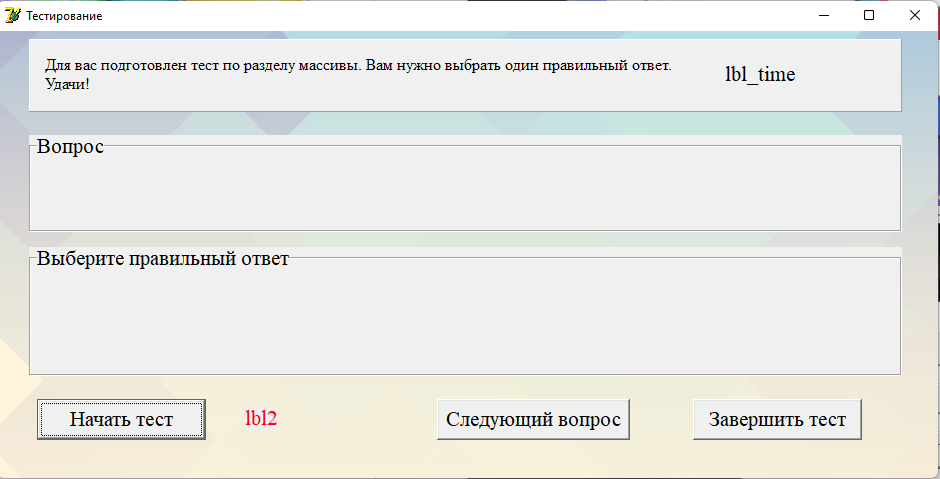 Тестирование
Для вас подготовлен тест по разделу массивы. Вам нужно выбрать один правильный ответ.
Удачи!
lbl_time
Вопрос
Выберите правильный ответ
Начать тест
lbl2
Следующий вопрос
Завершить тест